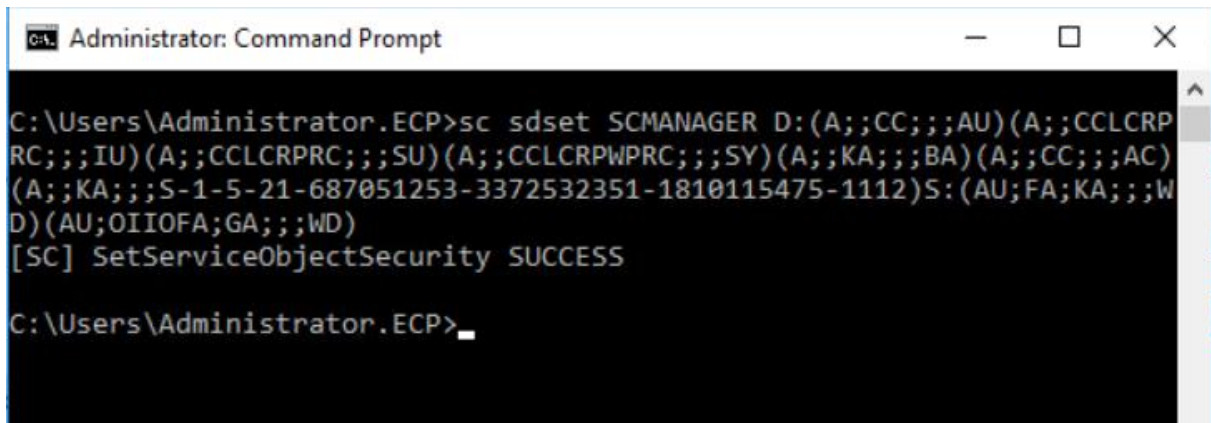 Administrator: Command Prompt
C:\Users\Administrator.ECP>sc sdset SCMANAGER D:(A;;CC;;;AU)(A;;CCLCRP
RC;;;IU)(A;;CCLCRPRC;;;SU)(A;;CCLCRPWPRC;;;SY)(A;;KA;;;BA)(A;;CC;;;AC)
(A;;KA;;;S-1-5-21-687051253-3372532351-1810115475-1112)S:(AU;FA;KA;;;W
D)(AU;OIIOFA;GA;;;WD)
[SC] SetServiceObjectSecurity SUCCESS
C:\Users\Administrator.ECP>